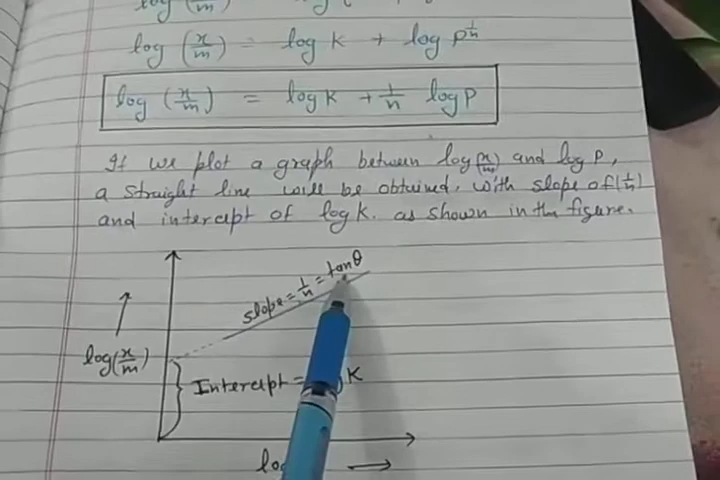 log (x/m) = log K + log P^1/n
log (x/m) = log K + 1/n log P
If we plot a graph between log(x/m) and log P,
a straight line will be obtained, with slope of (1/n)
and intercept of log K. as shown in the figure.
slope = 1/n = tanθ
log(x/m)
Intercept = K